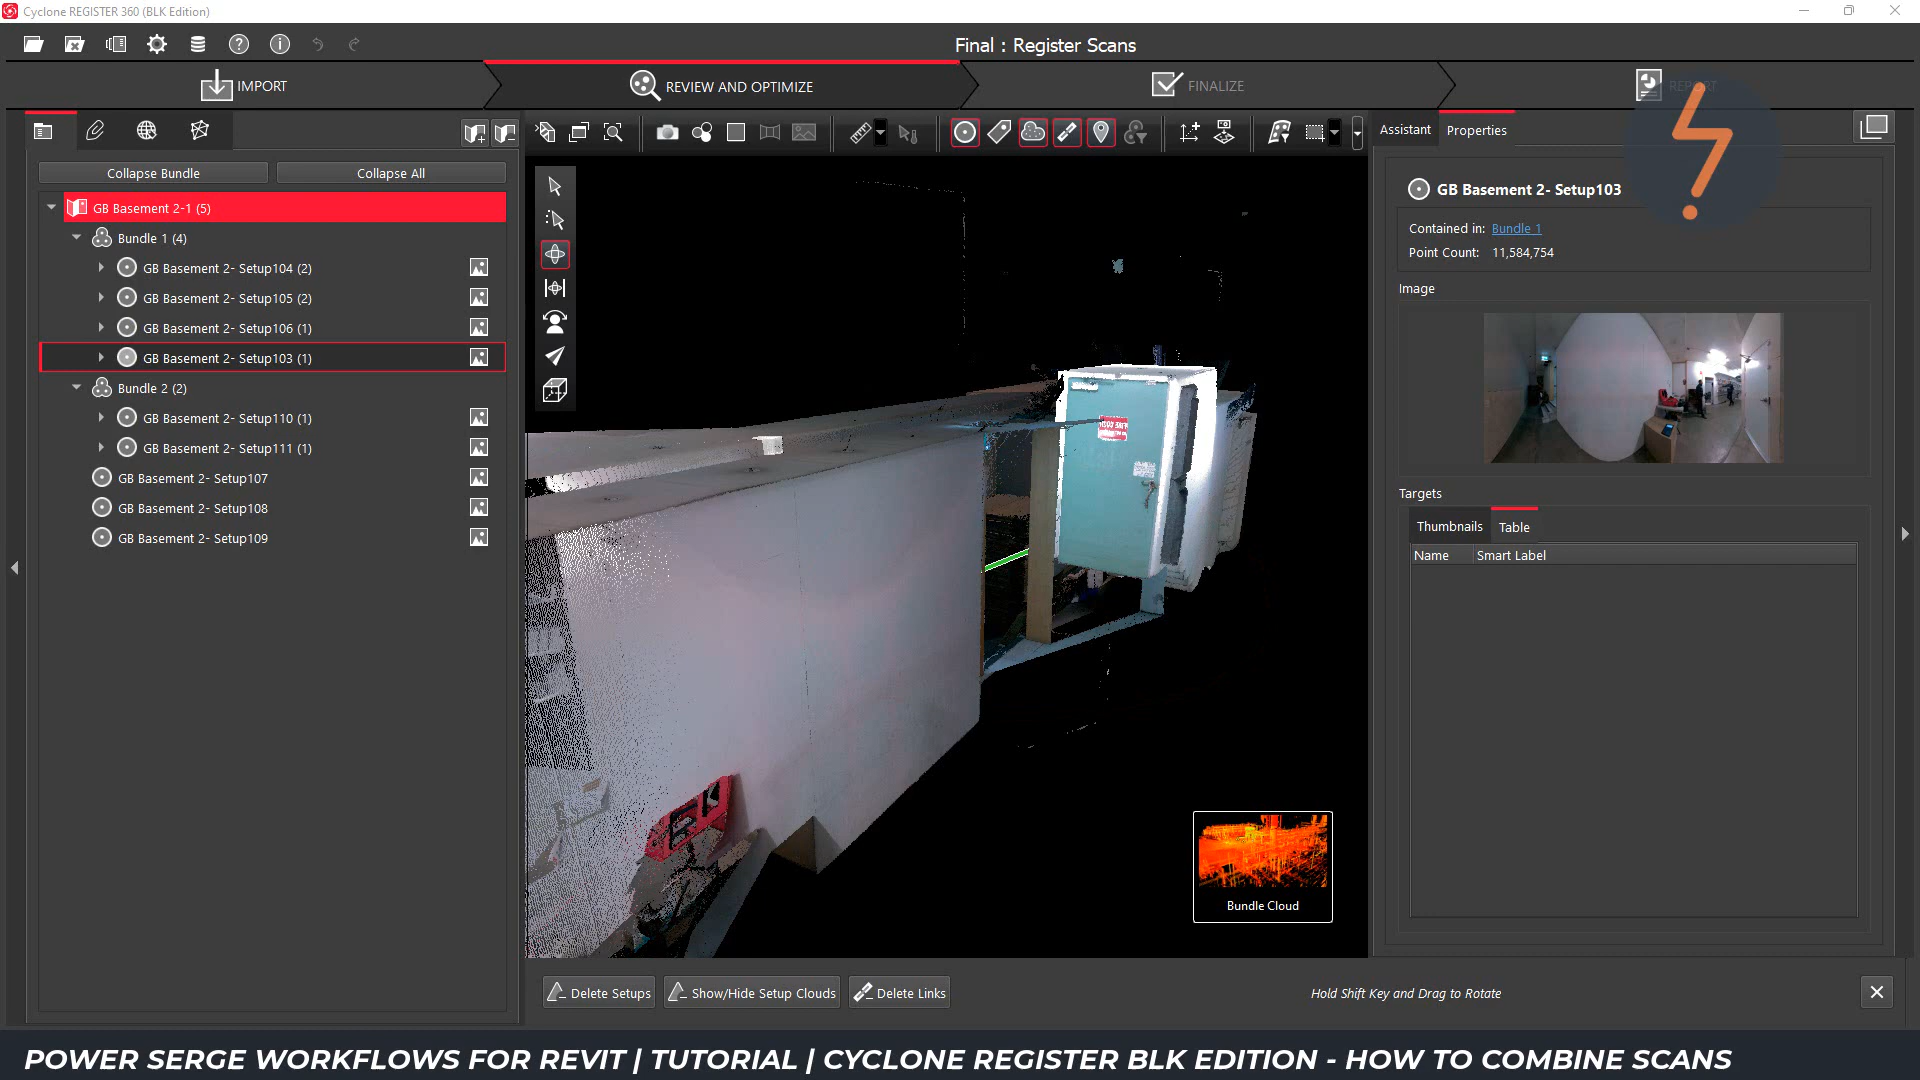 Cyclone REGISTER 360 (BLK Edition)
Final : Register Scans
IMPORT
REVIEW AND OPTIMIZE
FINALIZE
REPORT
Assistant
Properties
Collapse Bundle
Collapse All
GB Basement 2-1 (5)
Bundle 1 (4)
GB Basement 2- Setup104 (2)
GB Basement 2- Setup105 (2)
GB Basement 2- Setup106 (1)
GB Basement 2- Setup103 (1)
Bundle 2 (2)
GB Basement 2- Setup110 (1)
GB Basement 2- Setup111 (1)
GB Basement 2- Setup107
GB Basement 2- Setup108
GB Basement 2- Setup109
GB Basement 2- Setup103
Contained in: Bundle 1
Point Count: 11,584,754
Image
Targets
Thumbnails
Table
Name
Smart Label
Bundle Cloud
Delete Setups
Show/Hide Setup Clouds
Delete Links
Hold Shift Key and Drag to Rotate
POWER SERGE WORKFLOWS FOR REVIT | TUTORIAL | CYCLONE REGISTER BLK EDITION - HOW TO COMBINE SCANS